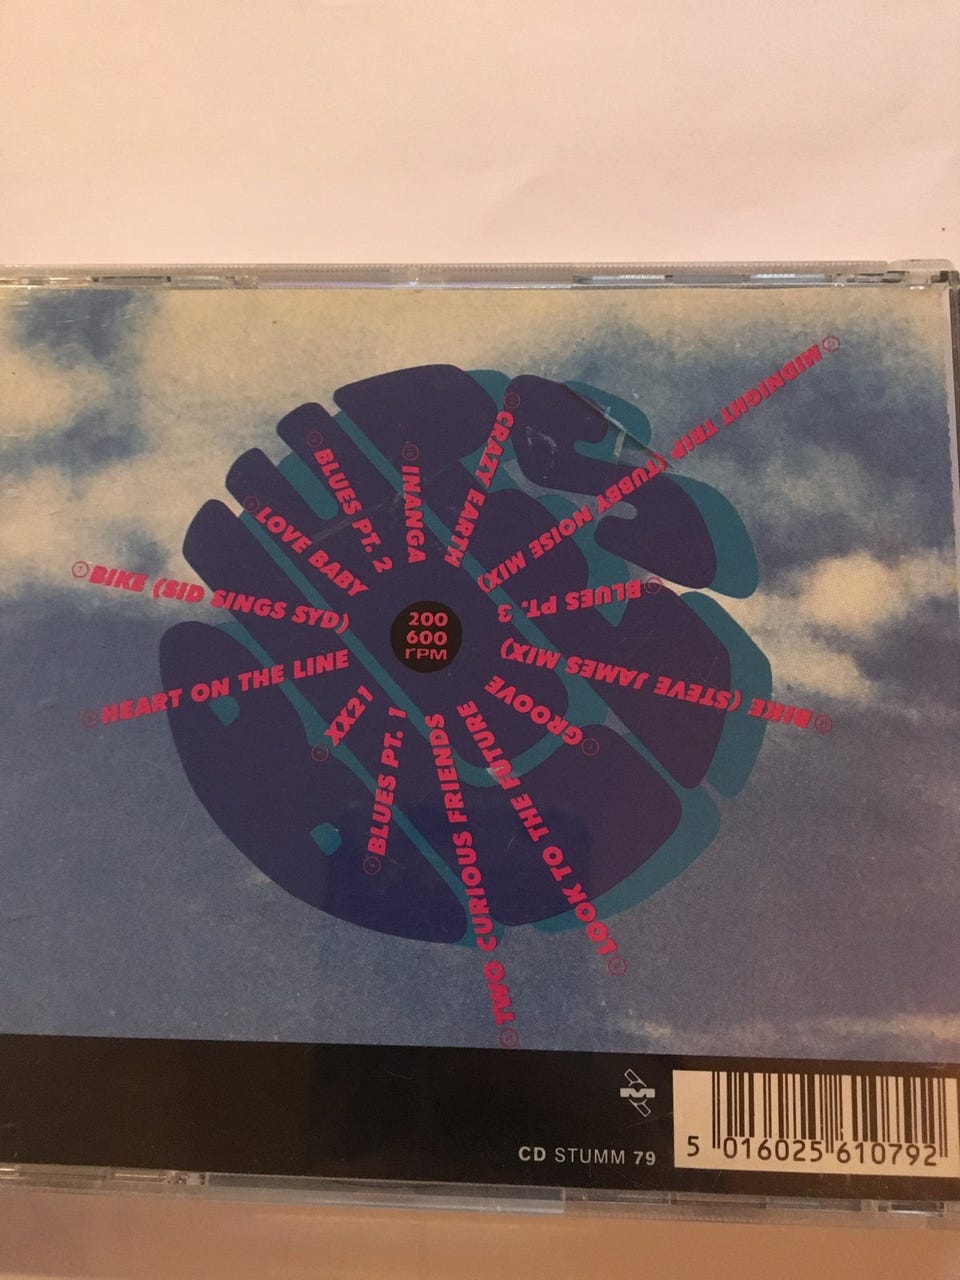 BIKE (SID SINGS SYD)
LOVE BABY
BLUES PT. 2
INANGA
CRAZY EARTH
MIDNIGHT TRIP (TUBBY NOISE MIX)
BLUES PT. 3
BIKE (STEVE JAMES MIX)
GROOVE
LOOK TO THE FUTURE
TWO CURIOUS FRIENDS
BLUES PT. 1
XX21
HEART ON THE LINE
200
600
rPM
CD STUMM 79
5 016025 610792